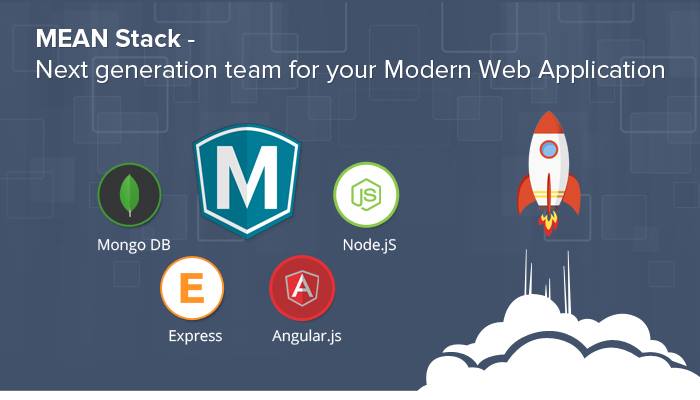 MEAN Stack -
Next generation team for your Modern Web Application
M
JS
Mongo DB
Node.jS
E
A
Express
Angular.js